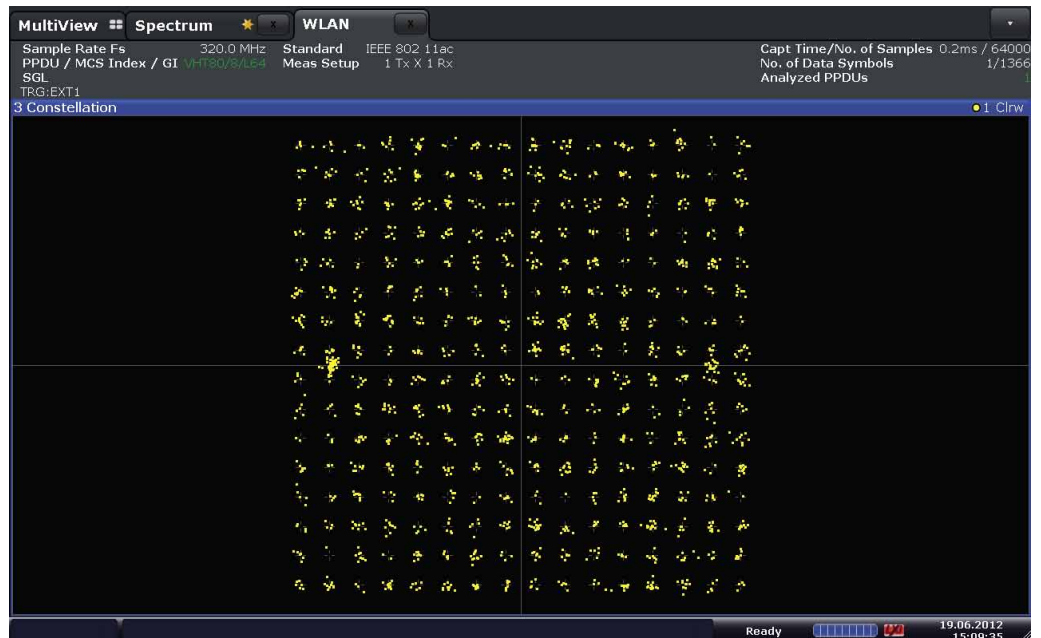 MultiView Spectrum x WLAN x
Sample Rate Fs 320.0 MHz Standard IEEE 802 11ac Capt Time/No. of Samples 0.2ms / 64000
PPDU / MCS Index / GI VHT80/8/L64 Meas Setup 1 Tx X 1 Rx No. of Data Symbols 1/1366
SGL Analyzed PPDUs 1
TRG:EXT1
3 Constellation 1 Clrw
Ready 19.06.2012
15:09:35